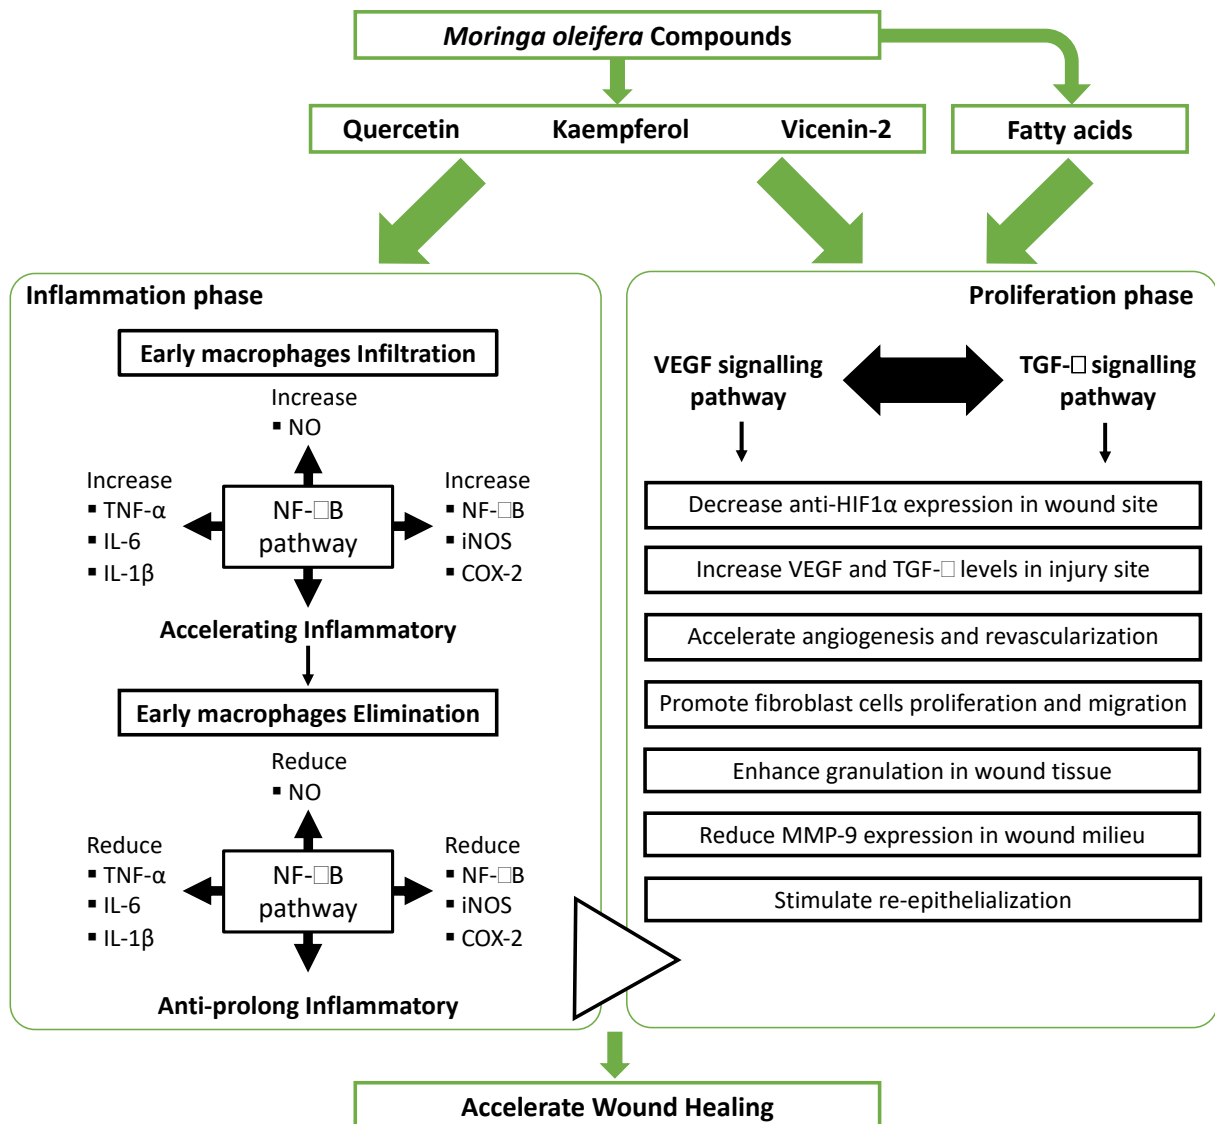 Moringa oleifera Compounds
Quercetin Kaempferol Vicenin-2
Fatty acids
Inflammation phase
Early macrophages Infiltration
Increase
▪ NO
Increase
▪ TNF-α
▪ IL-6
▪ IL-1β
NF-□B
pathway
Increase
▪ NF-□B
▪ iNOS
▪ COX-2
Accelerating Inflammatory
Early macrophages Elimination
Reduce
▪ NO
Reduce
▪ TNF-α
▪ IL-6
▪ IL-1β
NF-□B
pathway
Reduce
▪ NF-□B
▪ iNOS
▪ COX-2
Anti-prolong Inflammatory
Proliferation phase
VEGF signalling
pathway
TGF-□ signalling
pathway
Decrease anti-HIF1α expression in wound site
Increase VEGF and TGF-□ levels in injury site
Accelerate angiogenesis and revascularization
Promote fibroblast cells proliferation and migration
Enhance granulation in wound tissue
Reduce MMP-9 expression in wound milieu
Stimulate re-epithelialization
Accelerate Wound Healing